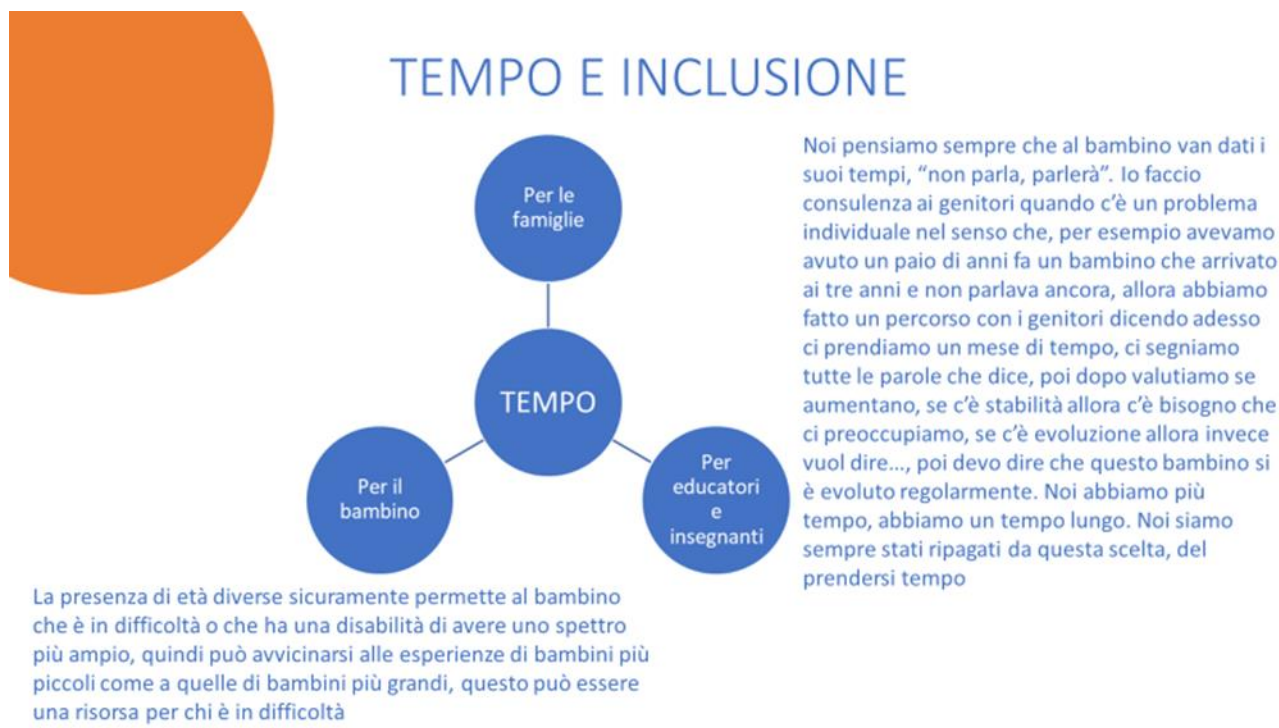 TEMPO E INCLUSIONE
Per le
famiglie
TEMPO
Per il
bambino
Per
educatori
e
insegnanti
Noi pensiamo sempre che al bambino van dati i
suoi tempi, “non parla, parlerà”. Io faccio
consulenza ai genitori quando c’è un problema
individuale nel senso che, per esempio avevamo
avuto un paio di anni fa un bambino che arrivato
ai tre anni e non parlava ancora, allora abbiamo
fatto un percorso con i genitori dicendo adesso
ci prendiamo un mese di tempo, ci segniamo
tutte le parole che dice, poi dopo valutiamo se
aumentano, se c’è stabilità allora c’è bisogno che
ci preoccupiamo, se c’è evoluzione allora invece
vuol dire…, poi devo dire che questo bambino si
è evoluto regolarmente. Noi abbiamo più
tempo, abbiamo un tempo lungo. Noi siamo
sempre stati ripagati da questa scelta, del
prendersi tempo
La presenza di età diverse sicuramente permette al bambino
che è in difficoltà o che ha una disabilità di avere uno spettro
più ampio, quindi può avvicinarsi alle esperienze di bambini più
piccoli come a quelle di bambini più grandi, questo può essere
una risorsa per chi è in difficoltà